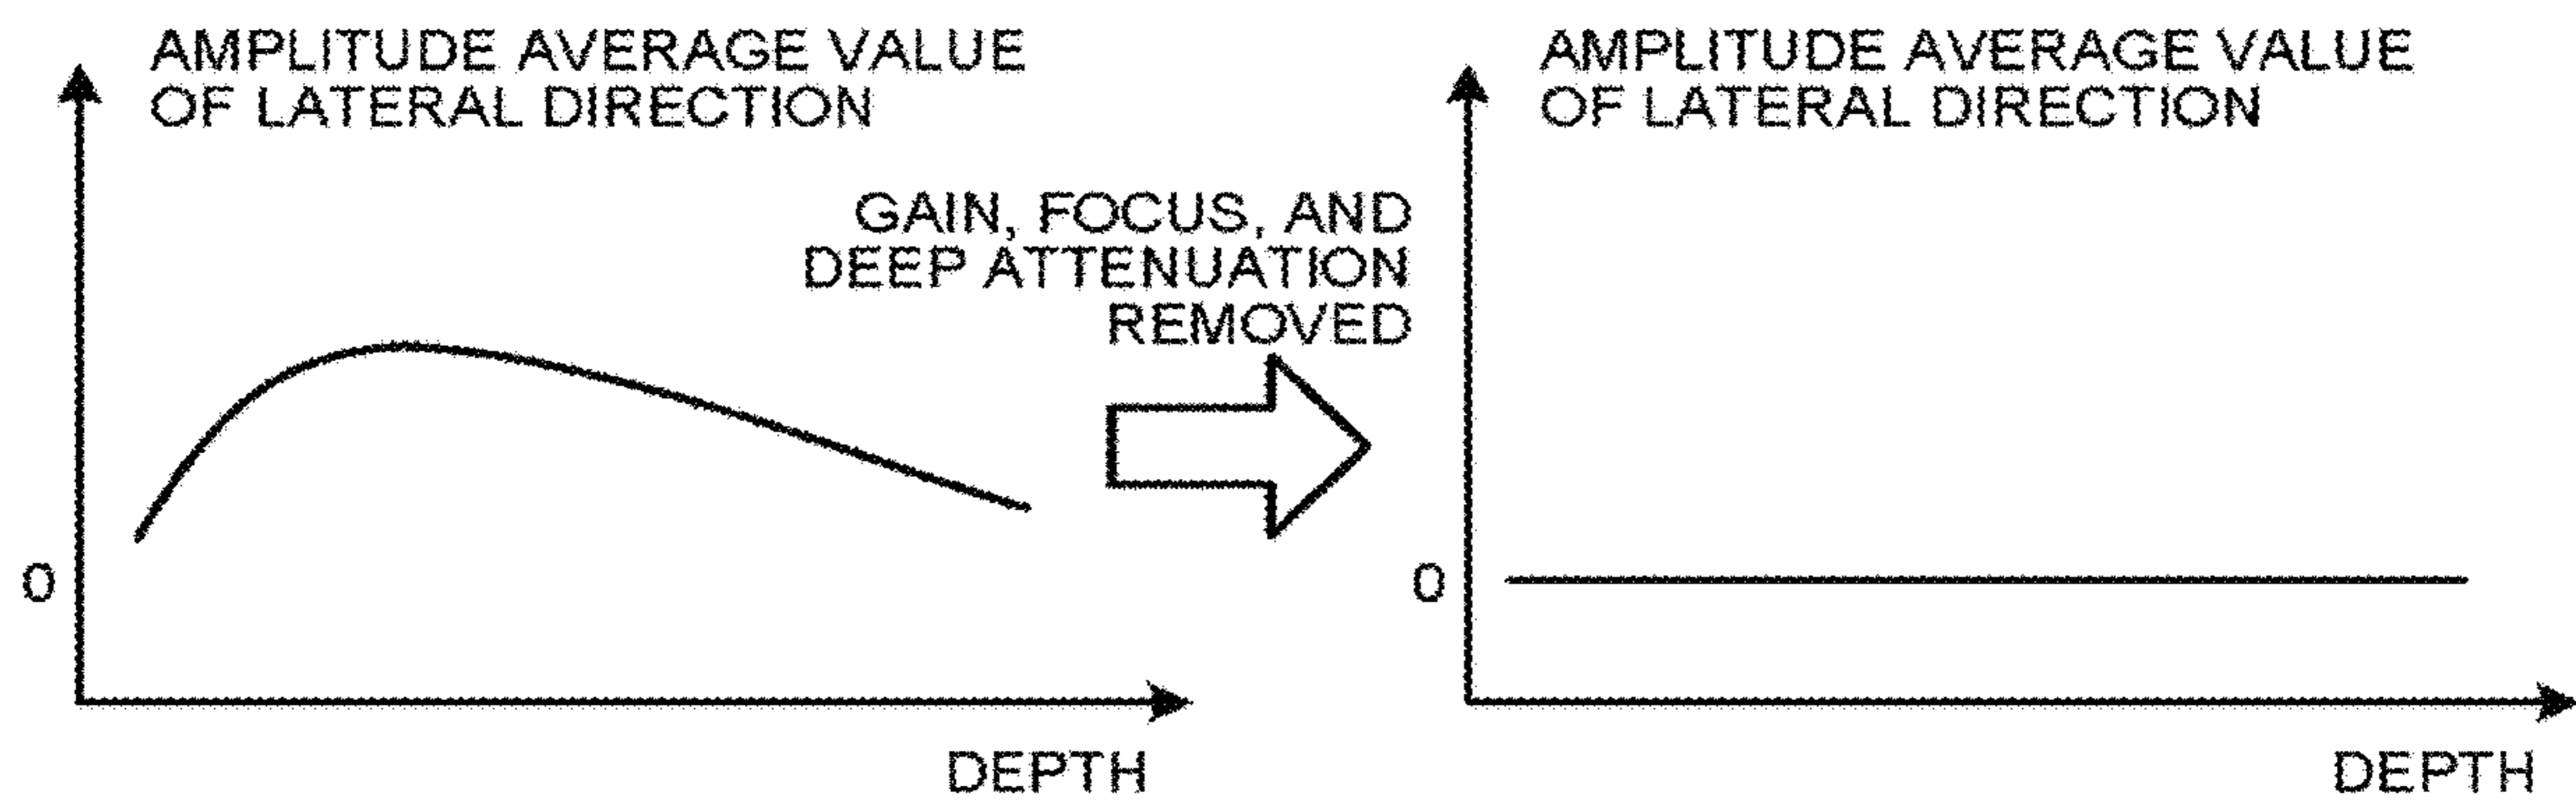 AMPLITUDE AVERAGE VALUE
OF LATERAL DIRECTION
0
DEPTH
GAIN, FOCUS, AND
DEEP ATTENUATION
REMOVED
AMPLITUDE AVERAGE VALUE
OF LATERAL DIRECTION
0
DEPTH